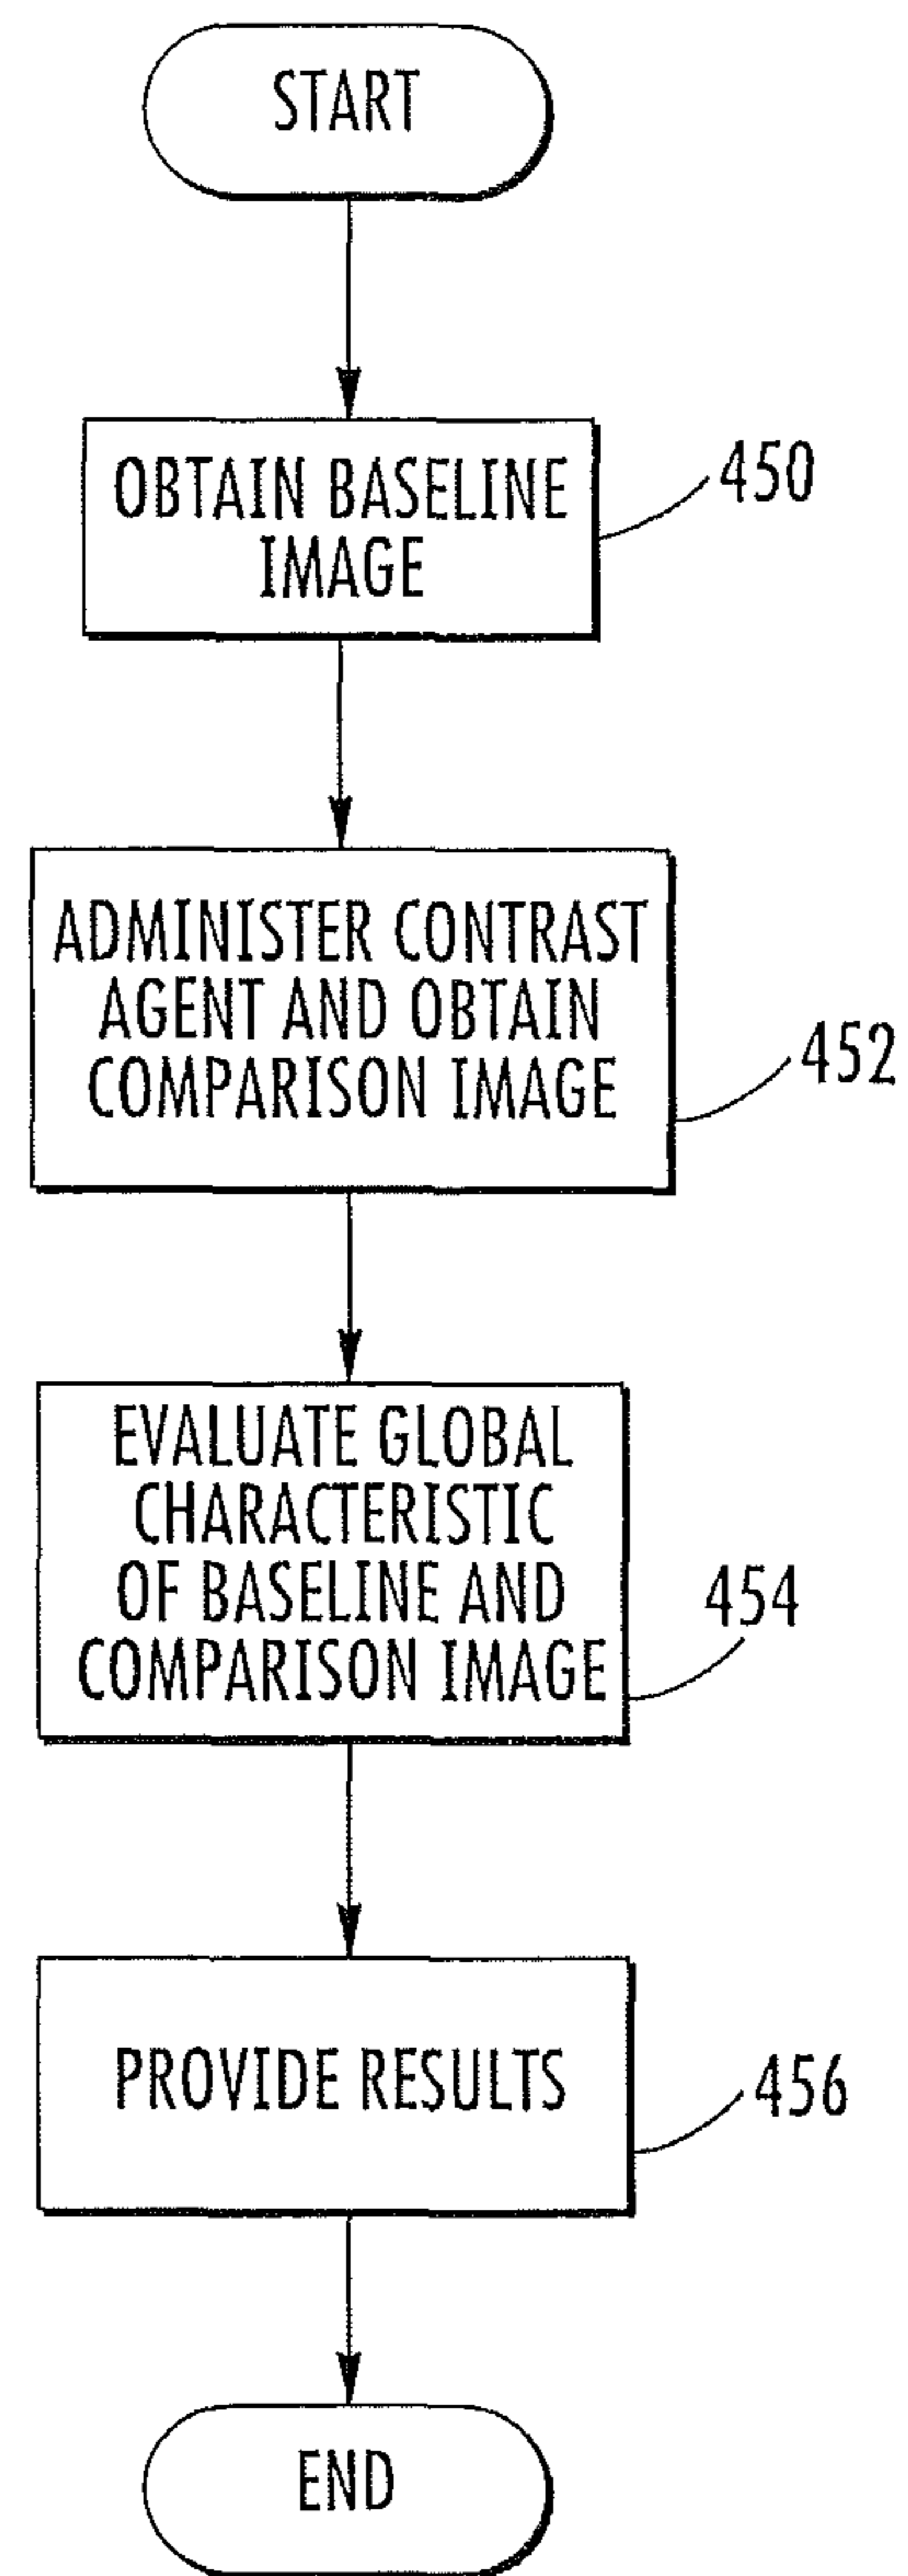 START
OBTAIN BASELINE
IMAGE
450
ADMINISTER CONTRAST
AGENT AND OBTAIN
COMPARISON IMAGE
452
EVALUATE GLOBAL
CHARACTERISTIC
OF BASELINE AND
COMPARISON IMAGE
454
PROVIDE RESULTS
456
END